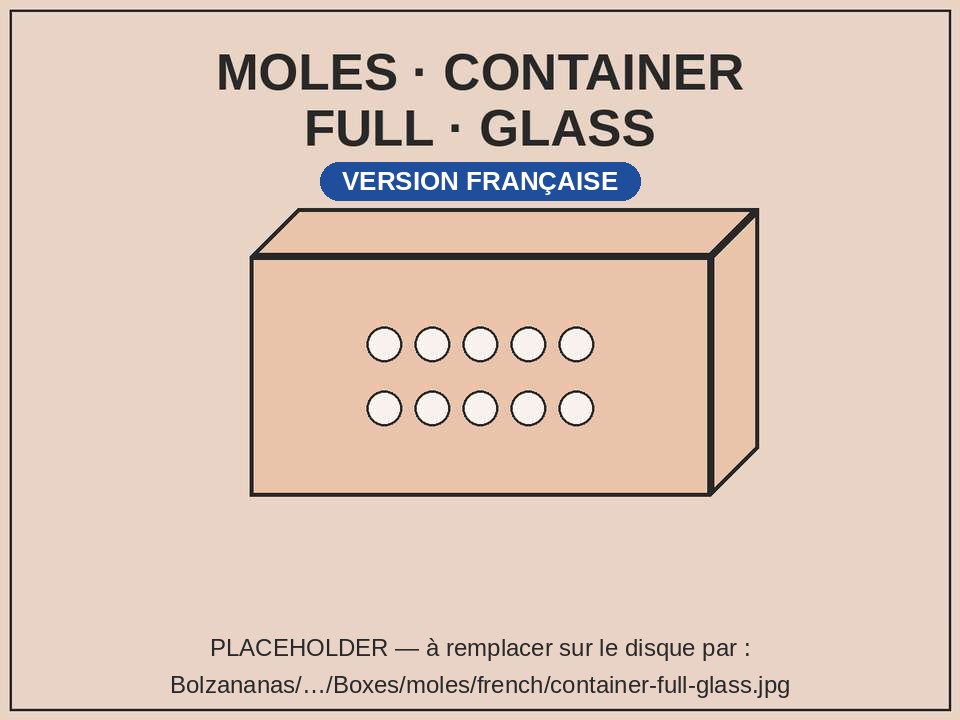 MOLES · CONTAINER
FULL · GLASS
VERSION FRANÇAISE
PLACEHOLDER — à remplacer sur le disque par :
Bolzananas/…/Boxes/moles/french/container-full-glass.jpg